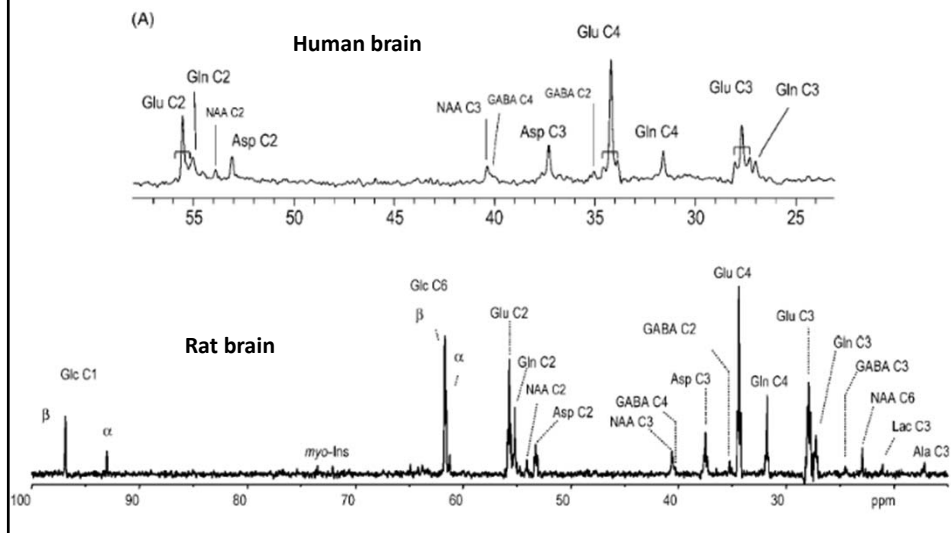 (A)
Human brain
Glu C4
Gln C2
Glu C2
NAA C2
Asp C2
NAA C3
GABA C4
GABA C2
Asp C3
Gln C4
Glu C3
Gln C3
55 50 45 40 35 30 25
Rat brain
Glc C1
β
α
myo-Ins
Glc C6
β
α
Glu C2
Gln C2
NAA C2
Asp C2
GABA C4
NAA C3
Asp C3
GABA C2
Glu C4
Gln C4
Glu C3
Gln C3
GABA C3
NAA C6
Lac C3
Ala C3
100 90 80 70 60 50 40 30 ppm